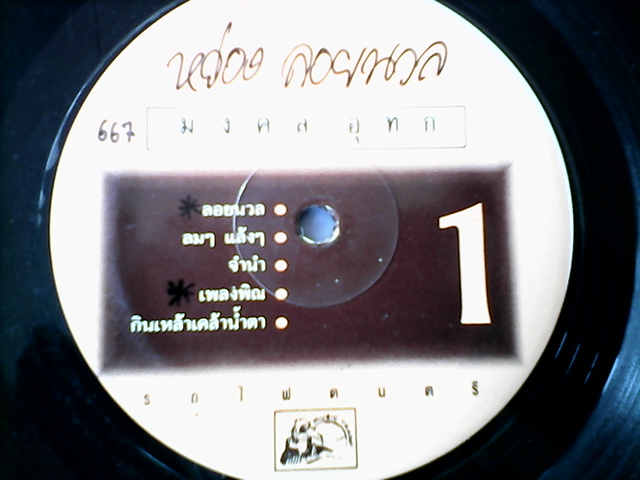 หว่อง ลอยนวล
667
มงคล อุทก
ลอยนวล
ลมๆ แล้งๆ
จำนำ
เพลงพิณ
กินเหล้าเคล้าน้ำตา
1
รถไฟดนตรี